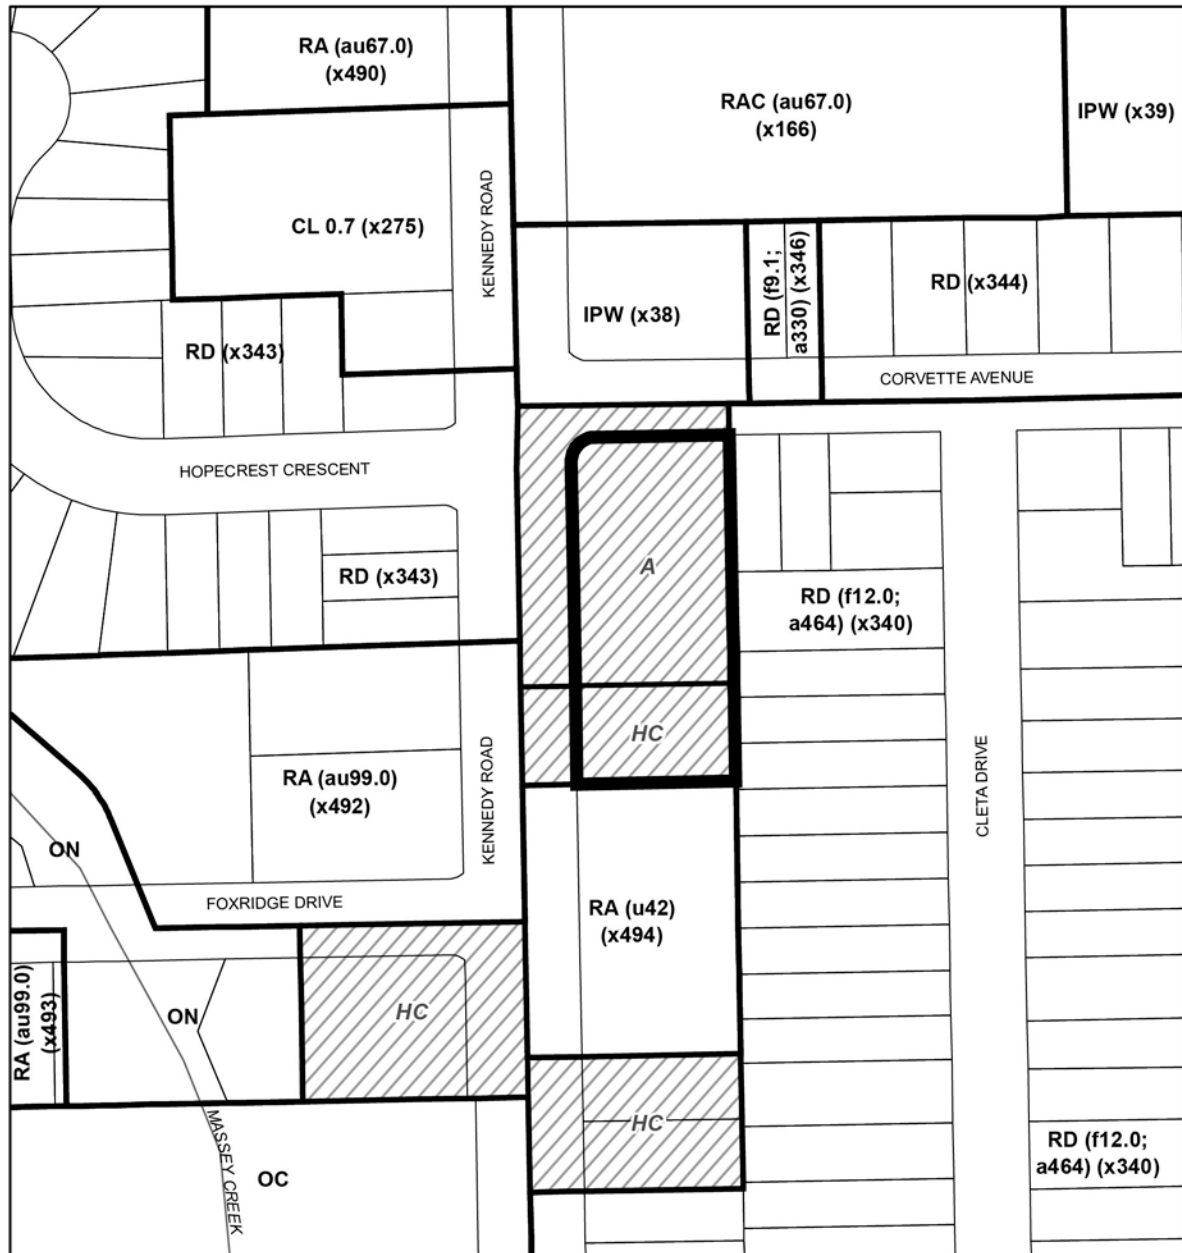 RA (au67.0)
(x490)
RAC (au67.0)
(x166)
IPW (x39)
KENNEDY ROAD
CL 0.7 (x275)
IPW (x38)
RD (f9.1;
a330) (x346)
RD (x344)
RD (x343)
CORVETTE AVENUE
HOPECREST CRESCENT
A
RD (x343)
RD (f12.0;
a464) (x340)
HC
KENNEDY ROAD
RA (au99.0)
(x492)
CLETA DRIVE
ON
FOXRIDGE DRIVE
RA (u42)
(x494)
RA (au99.0)
(x493)
ON
HC
HC
MASSEY CREEK
OC
RD (f12.0;
a464) (x340)